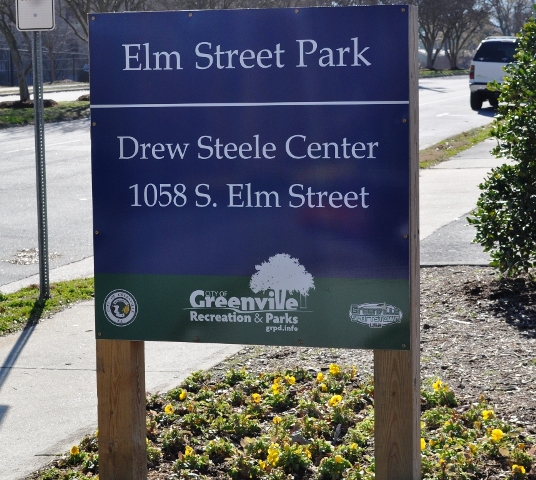 Elm Street Park
Drew Steele Center
1058 S. Elm Street
CITY OF
Greenville
Recreation & Parks
grpd.info